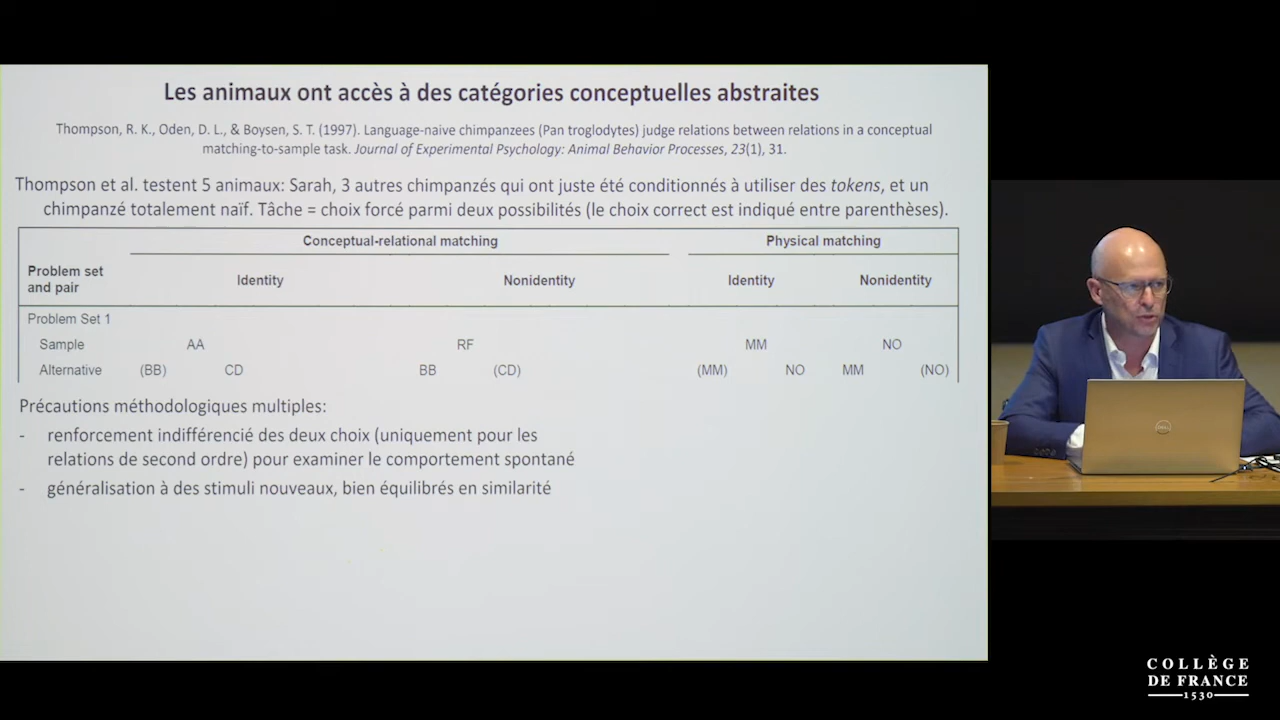 Les animaux ont accès à des catégories conceptuelles abstraites
Thompson, R. K., Oden, D. L., & Boysen, S. T. (1997). Language-naive chimpanzees (Pan troglodytes) judge relations between relations in a conceptual
matching-to-sample task. Journal of Experimental Psychology: Animal Behavior Processes, 23(1), 31.
Thompson et al. testent 5 animaux: Sarah, 3 autres chimpanzés qui ont juste été conditionnés à utiliser des tokens, et un
chimpanzé totalement naïf. Tâche = choix forcé parmi deux possibilités (le choix correct est indiqué entre parenthèses).
Conceptual-relational matching Physical matching
Problem set
and pair Identity Nonidentity Identity Nonidentity
Problem Set 1
Sample AA RF MM NO
Alternative (BB) CD BB (CD) (MM) NO MM (NO)
Précautions méthodologiques multiples:
- renforcement indifférencié des deux choix (uniquement pour les
relations de second ordre) pour examiner le comportement spontané
- généralisation à des stimuli nouveaux, bien équilibrés en similarité
DELL
COLLÈGE
DE FRANCE
1530